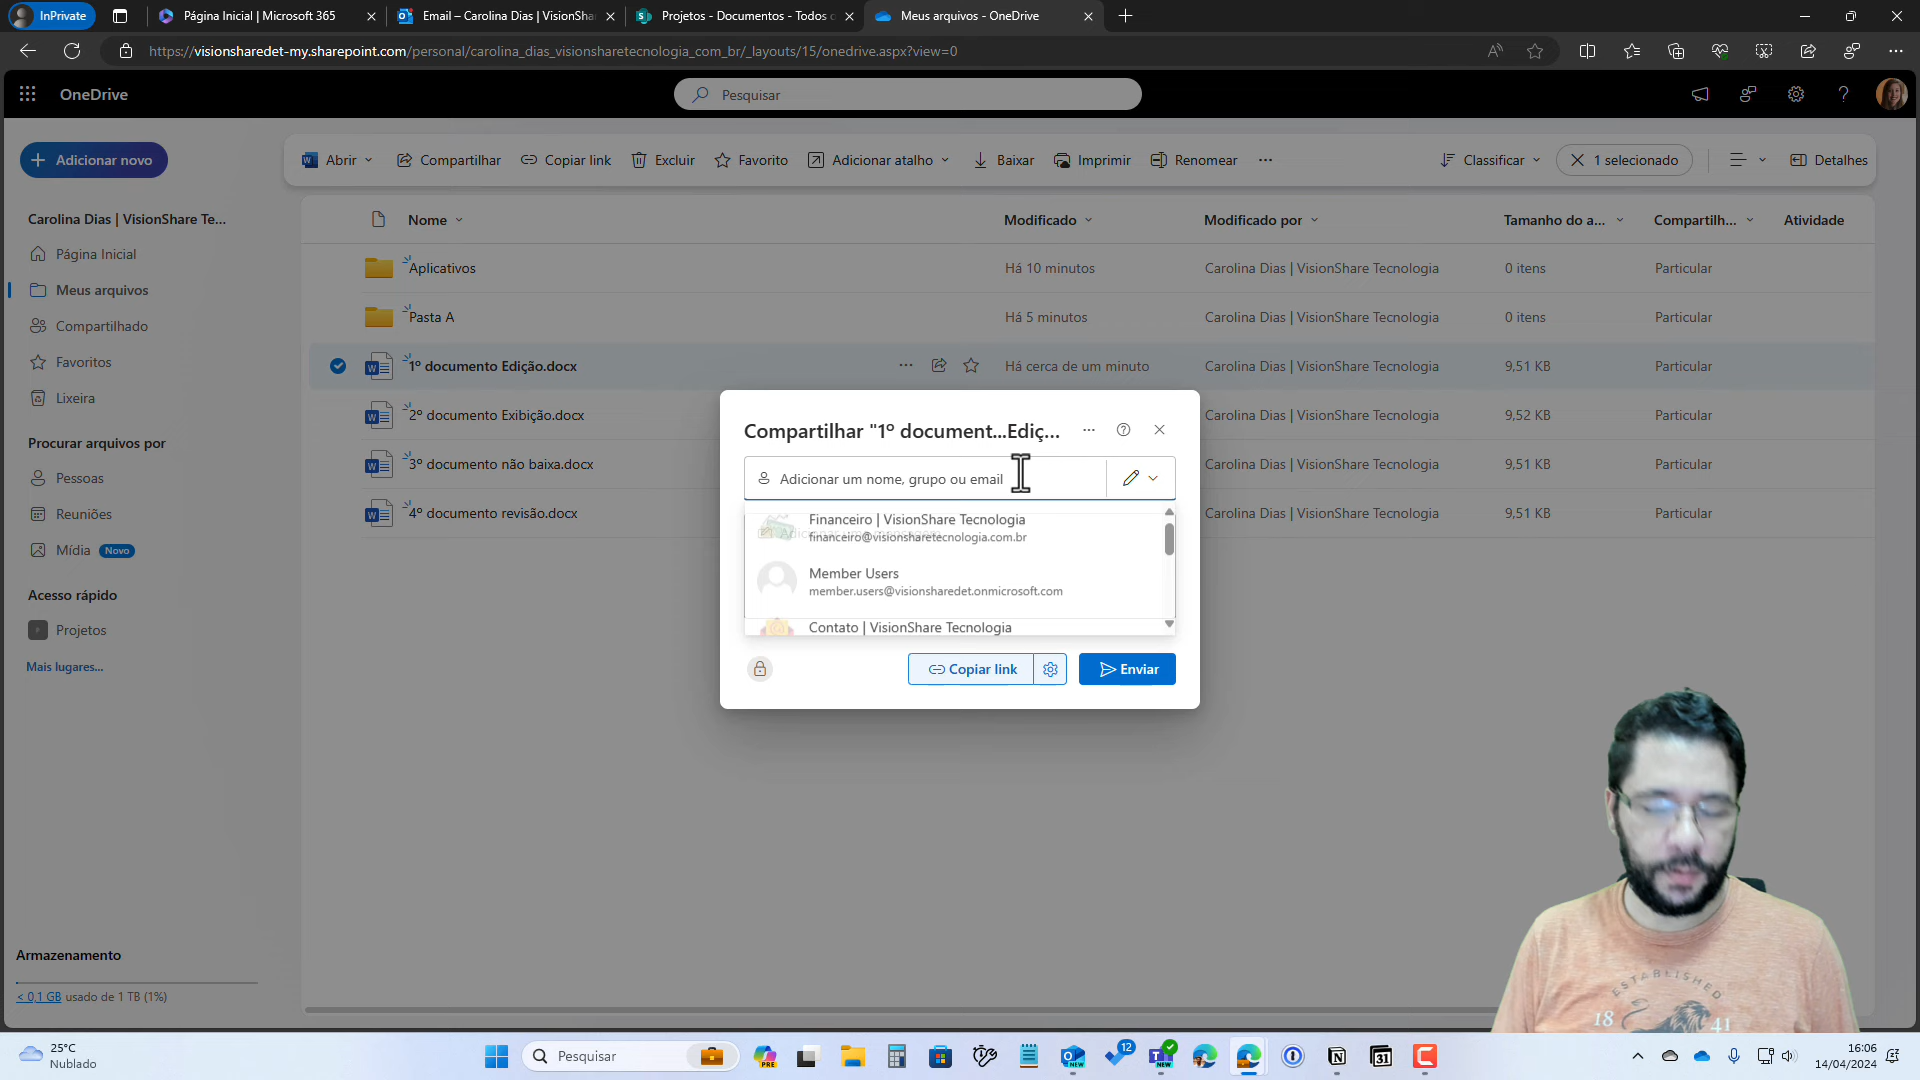 InPrivate
Página Inicial | Microsoft 365
Email – Carolina Dias | VisionSha
Projetos - Documentos - Todos o
Meus arquivos - OneDrive
https://visionsharedet-my.sharepoint.com/personal/carolina_dias_visionsharetecnologia_com_br/_layouts/15/onedrive.aspx?view=0
OneDrive
Pesquisar
Adicionar novo
Abrir
Compartilhar
Copiar link
Excluir
Favorito
Adicionar atalho
Baixar
Imprimir
Renomear
Classificar
1 selecionado
Detalhes
Carolina Dias | VisionShare Te...
Página Inicial
Meus arquivos
Compartilhado
Favoritos
Lixeira
Procurar arquivos por
Pessoas
Reuniões
Mídia Novo
Acesso rápido
Projetos
Mais lugares...
Armazenamento
< 0,1 GB usado de 1 TB (1%)
Nome Modificado Modificado por Tamanho do a... Compartilh... Atividade
Aplicativos Há 10 minutos Carolina Dias | VisionShare Tecnologia 0 itens Particular
Pasta A Há 5 minutos Carolina Dias | VisionShare Tecnologia 0 itens Particular
1º documento Edição.docx Há cerca de um minuto Carolina Dias | VisionShare Tecnologia 9,51 KB Particular
2º documento Exibição.docx Carolina Dias | VisionShare Tecnologia 9,52 KB Particular
3º documento não baixa.docx Carolina Dias | VisionShare Tecnologia 9,51 KB Particular
4º documento revisão.docx Carolina Dias | VisionShare Tecnologia 9,51 KB Particular
Compartilhar "1º document...Ediç...
Adicionar um nome, grupo ou email
Financeiro | VisionShare Tecnologia
financeiro@visionsharetecnologia.com.br
Member Users
member.users@visionsharedet.onmicrosoft.com
Contato | VisionShare Tecnologia
Copiar link
Enviar
ESTABLISHED
18 41
25°C
Nublado
Pesquisar
PRE
NEW
12
NEW
31
16:06
14/04/2024